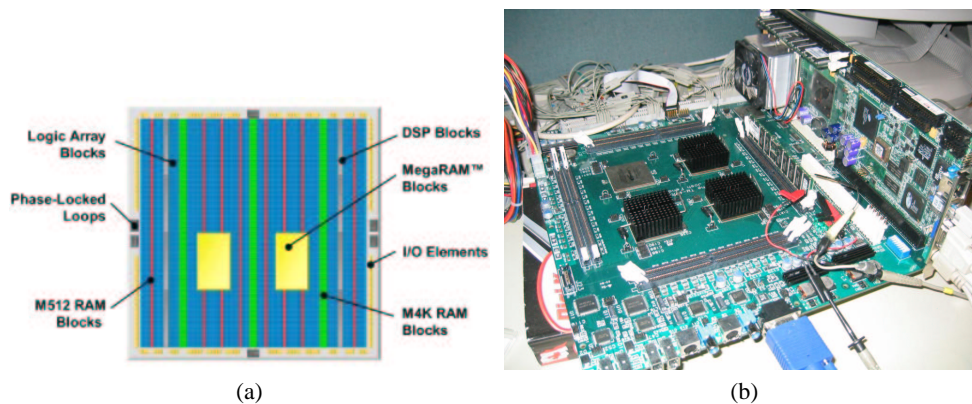 Logic Array
Blocks
Phase-Locked
Loops
M512 RAM
Blocks
DSP Blocks
MegaRAM™
Blocks
I/O Elements
M4K RAM
Blocks
(a)
(b)